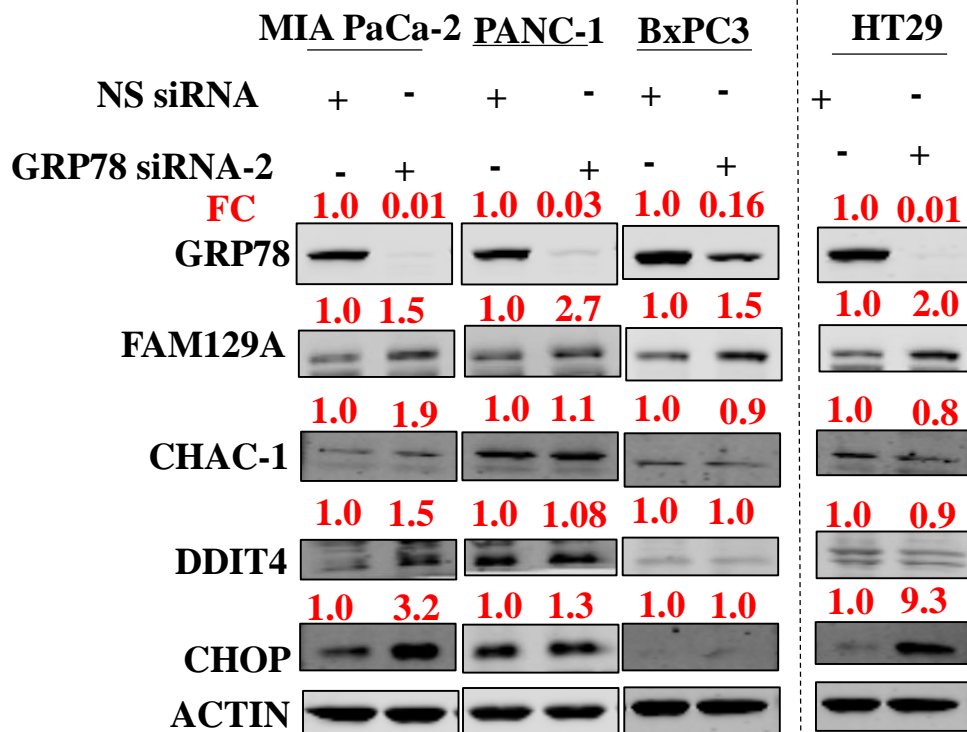 MIA PaCa-2 PANC-1 BxPC3 HT29
NS siRNA + - + - + - + -
GRP78 siRNA-2 - + - + - + - +
FC 1.0 0.01 1.0 0.03 1.0 0.16 1.0 0.01
GRP78
1.0 1.5 1.0 2.7 1.0 1.5 1.0 2.0
FAM129A
1.0 1.9 1.0 1.1 1.0 0.9 1.0 0.8
CHAC-1
1.0 1.5 1.0 1.08 1.0 1.0 1.0 0.9
DDIT4
1.0 3.2 1.0 1.3 1.0 1.0 1.0 9.3
CHOP
ACTIN